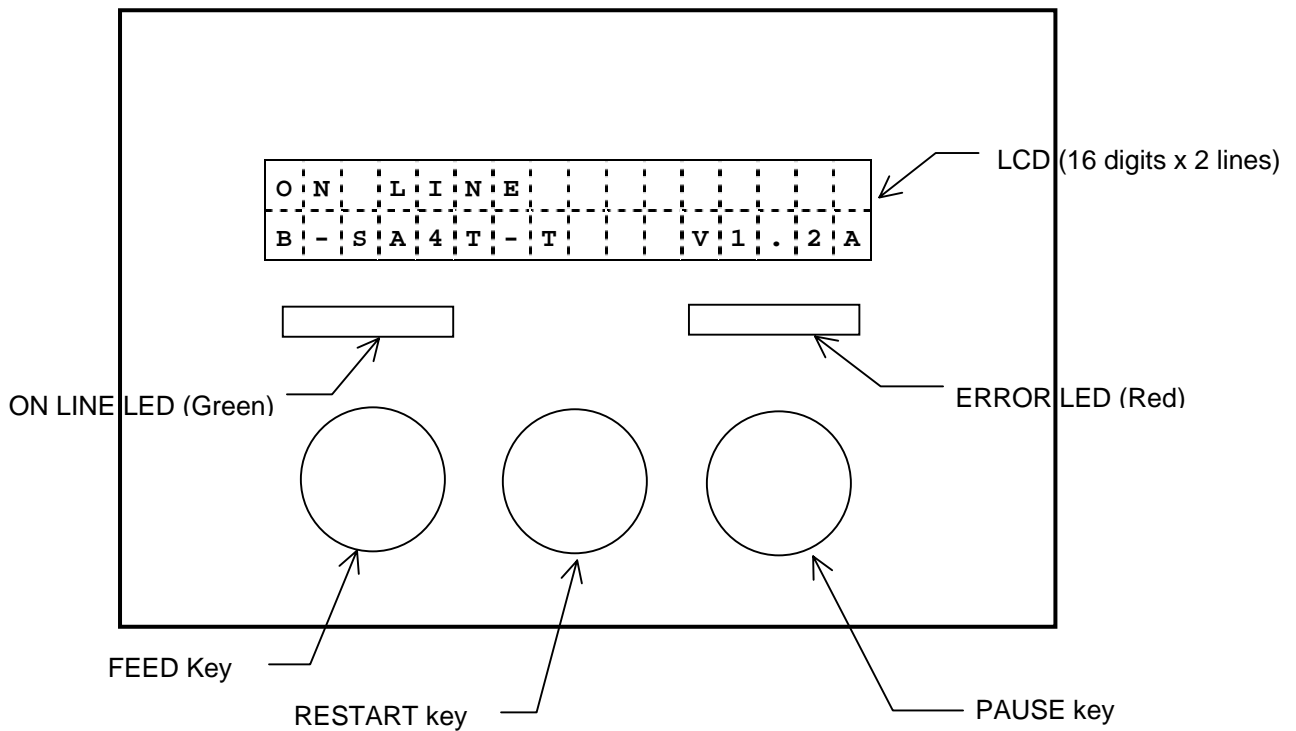 LCD (16 digits x 2 lines)
ON LINE
B-SA4T-T   V1.2A
ON LINE LED (Green)
ERROR LED (Red)
FEED Key
RESTART key
PAUSE key